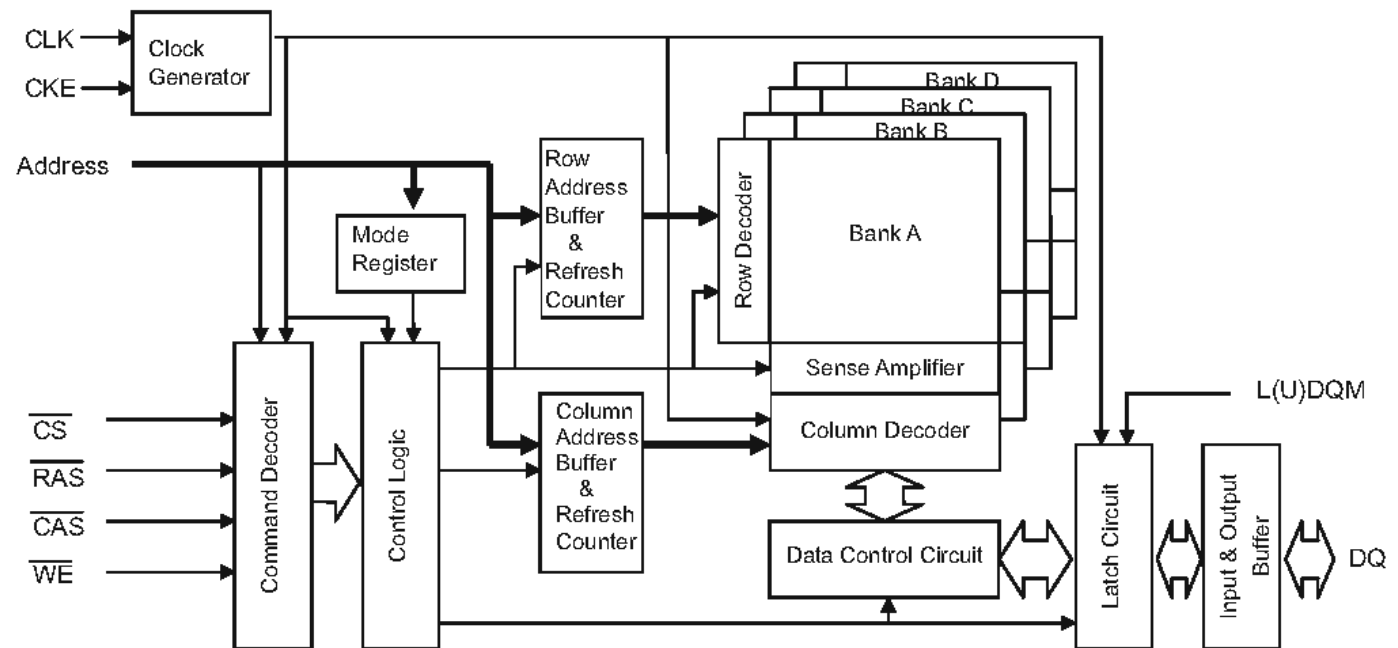 CLK
CKE
Clock
Generator
Address
Mode
Register
Row
Address
Buffer
&
Refresh
Counter
Row Decoder
Bank D
Bank C
Bank B
Bank A
Sense Amplifier
Column Decoder
Column
Address
Buffer
&
Refresh
Counter
CS
RAS
CAS
WE
Command Decoder
Control Logic
Data Control Circuit
L(U)DQM
Latch Circuit
Input & Output
Buffer
DQ